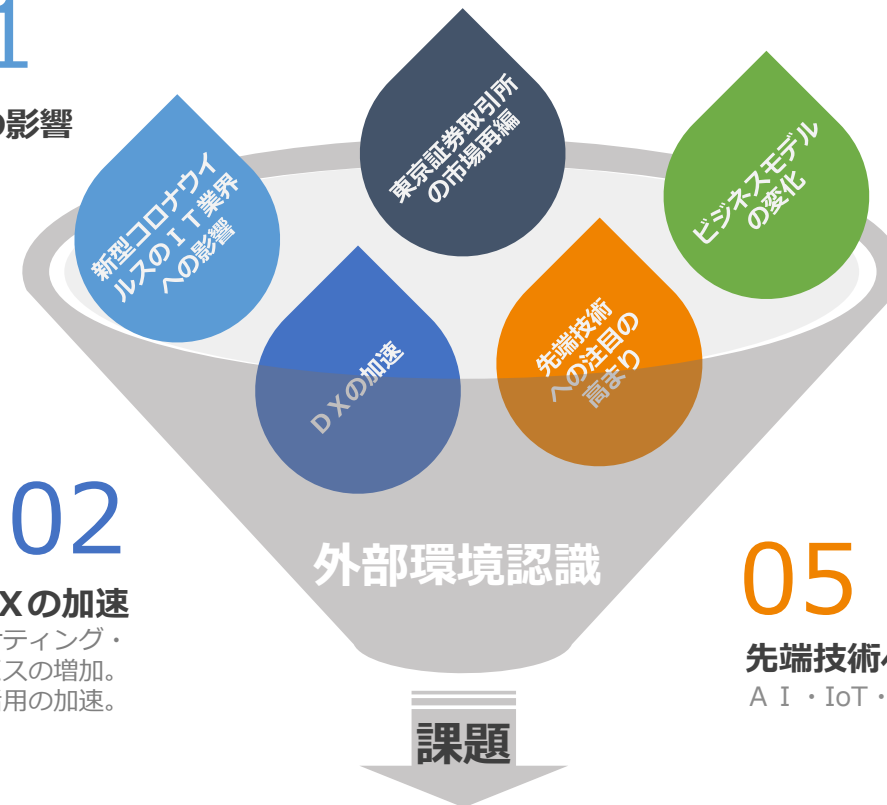 1
の影響
新型コロナウイ
ルスのＩＴ業界
への影響
東京証券取引所
の市場再編
ビジネスモデル
の変化
ＤＸの加速
先端技術
への注目の
高まり
外部環境認識
02
Ｘの加速
ティング・
スの増加。
用の加速。
05
先端技術
ＡＩ・IoT・
課題